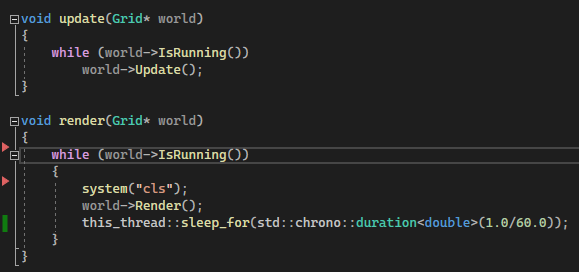 void update(Grid* world)
{
    while (world->IsRunning())
        world->Update();
}
void render(Grid* world)
{
    while (world->IsRunning())
    {
        system("cls");
        world->Render();
        this_thread::sleep_for(std::chrono::duration<double>(1.0/60.0));
    }
}